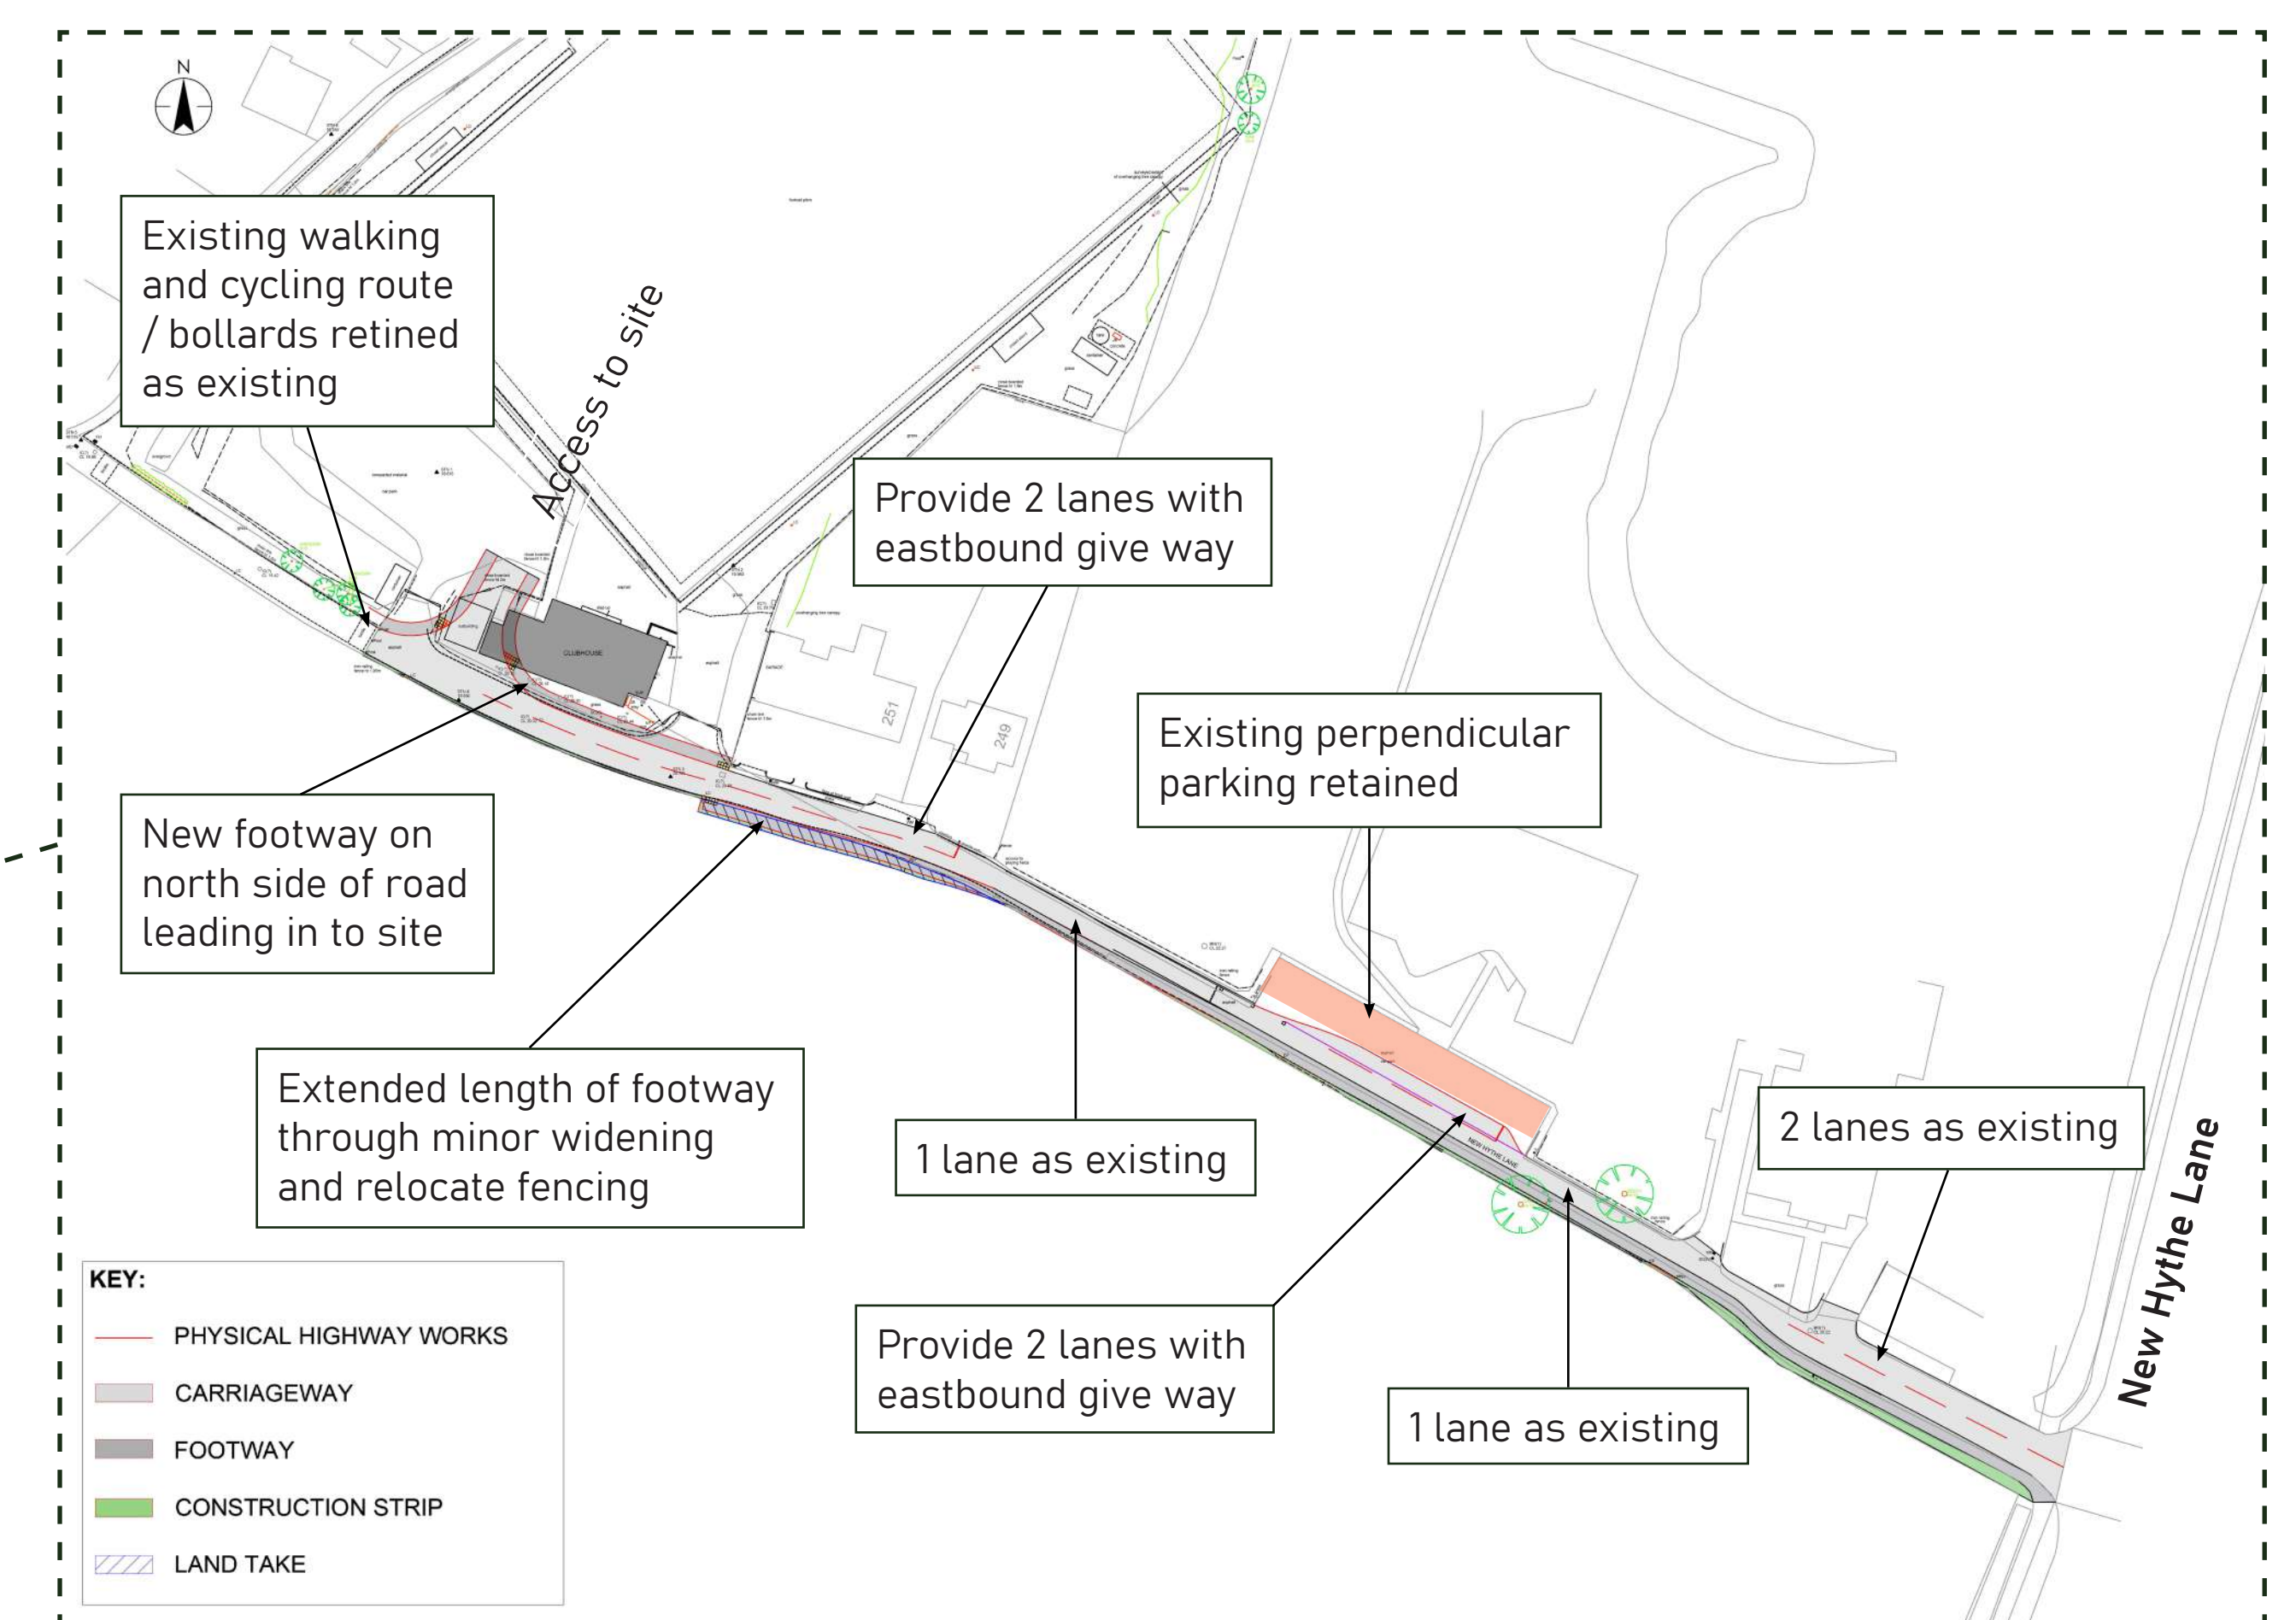 N
Existing walking
and cycling route
/ bollards retined
as existing
Access to site
Provide 2 lanes with
eastbound give way
CLUBHOUSE
251
249
Existing perpendicular
parking retained
New footway on
north side of road
leading in to site
Extended length of footway
through minor widening
and relocate fencing
1 lane as existing
2 lanes as existing
NEW HYTHE LANE
New Hythe Lane
Provide 2 lanes with
eastbound give way
1 lane as existing
KEY:
PHYSICAL HIGHWAY WORKS
CARRIAGEWAY
FOOTWAY
CONSTRUCTION STRIP
LAND TAKE